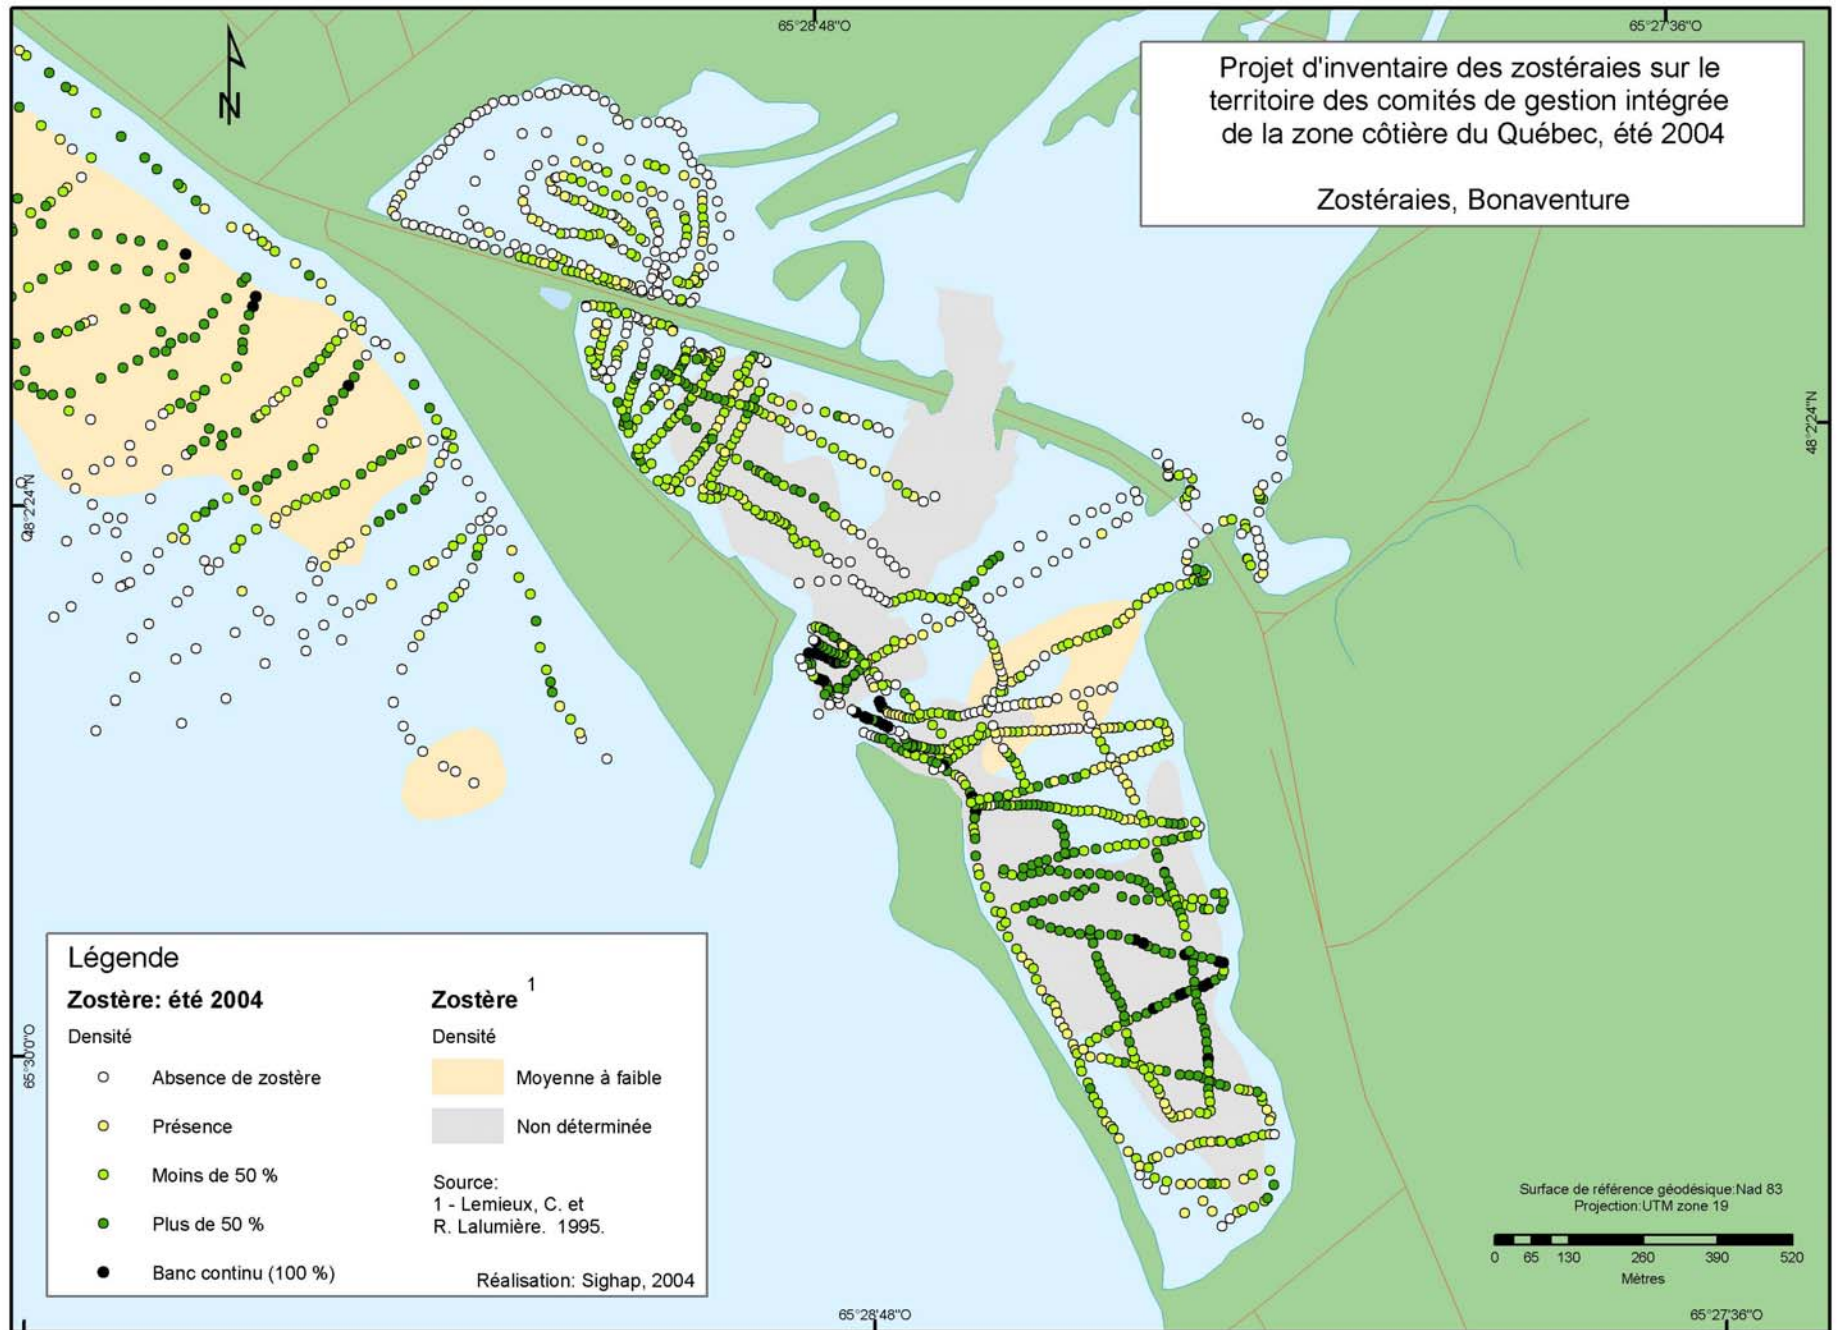 65°28'48"O
65°27'36"O
N
Projet d'inventaire des zostéraies sur le
territoire des comités de gestion intégrée
de la zone côtière du Québec, été 2004
Zostéraies, Bonaventure
48°2'24"N
48°2'24"N
65°30'0"O
Légende
Zostère: été 2004
Densité
Absence de zostère
Présence
Moins de 50 %
Plus de 50 %
Banc continu (100 %)
Zostère 1
Densité
Moyenne à faible
Non déterminée
Source:
1 - Lemieux, C. et
R. Lalumière. 1995.
Réalisation: Sighap, 2004
Surface de référence géodésique:Nad 83
Projection:UTM zone 19
0 65 130 260 390 520
Mètres
65°28'48"O
65°27'36"O